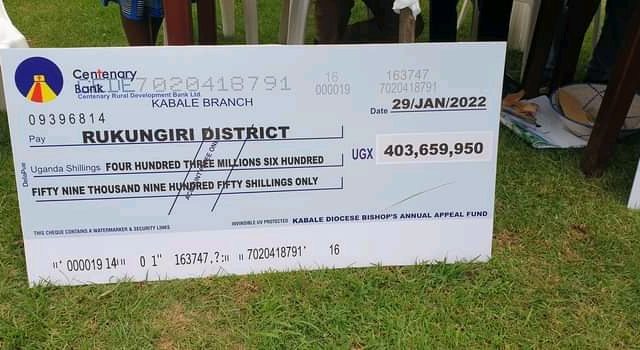 Centenary Bank
CEDE7020418791
16
163747
Centenary Rural Development Bank Ltd
000019
7020418791
KABALE BRANCH
Date 29/JAN/2022
09396814
Pay RUKUNGIRI DISTRICT
Uganda Shillings FOUR HUNDRED THREE MILLIONS SIX HUNDRED
UGX 403,659,950
FIFTY NINE THOUSAND NINE HUNDRED FIFTY SHILLINGS ONLY
ACCOUNT PAYEE ONLY
DelaRue
THIS CHEQUE CONTAINS A WATERMARKER & SECURITY LINKS
INVINDIBLE UV PROTECTED
KABALE DIOCESE BISHOP'S ANNUAL APPEAL FUND
000019 14 0 1" 163747 7020418791' 16